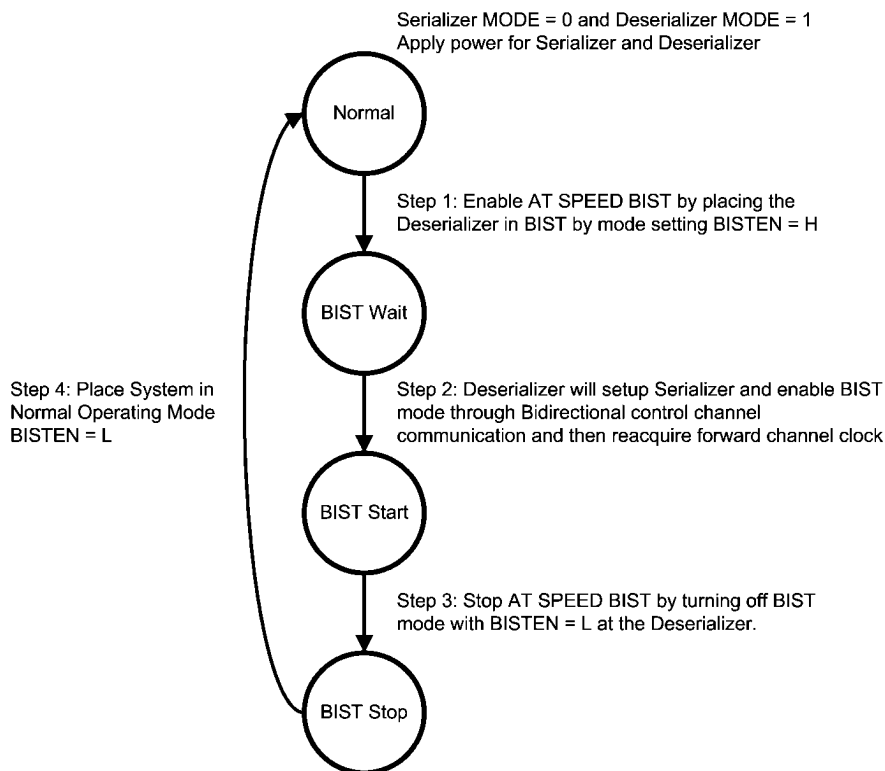 Serializer MODE = 0 and Deserializer MODE = 1
Apply power for Serializer and Deserializer
Normal
Step 1: Enable AT SPEED BIST by placing the
Deserializer in BIST by mode setting BISTEN = H
BIST Wait
Step 2: Deserializer will setup Serializer and enable BIST
mode through Bidirectional control channel
communication and then reacquire forward channel clock
Step 4: Place System in
Normal Operating Mode
BISTEN = L
BIST Start
Step 3: Stop AT SPEED BIST by turning off BIST
mode with BISTEN = L at the Deserializer.
BIST Stop